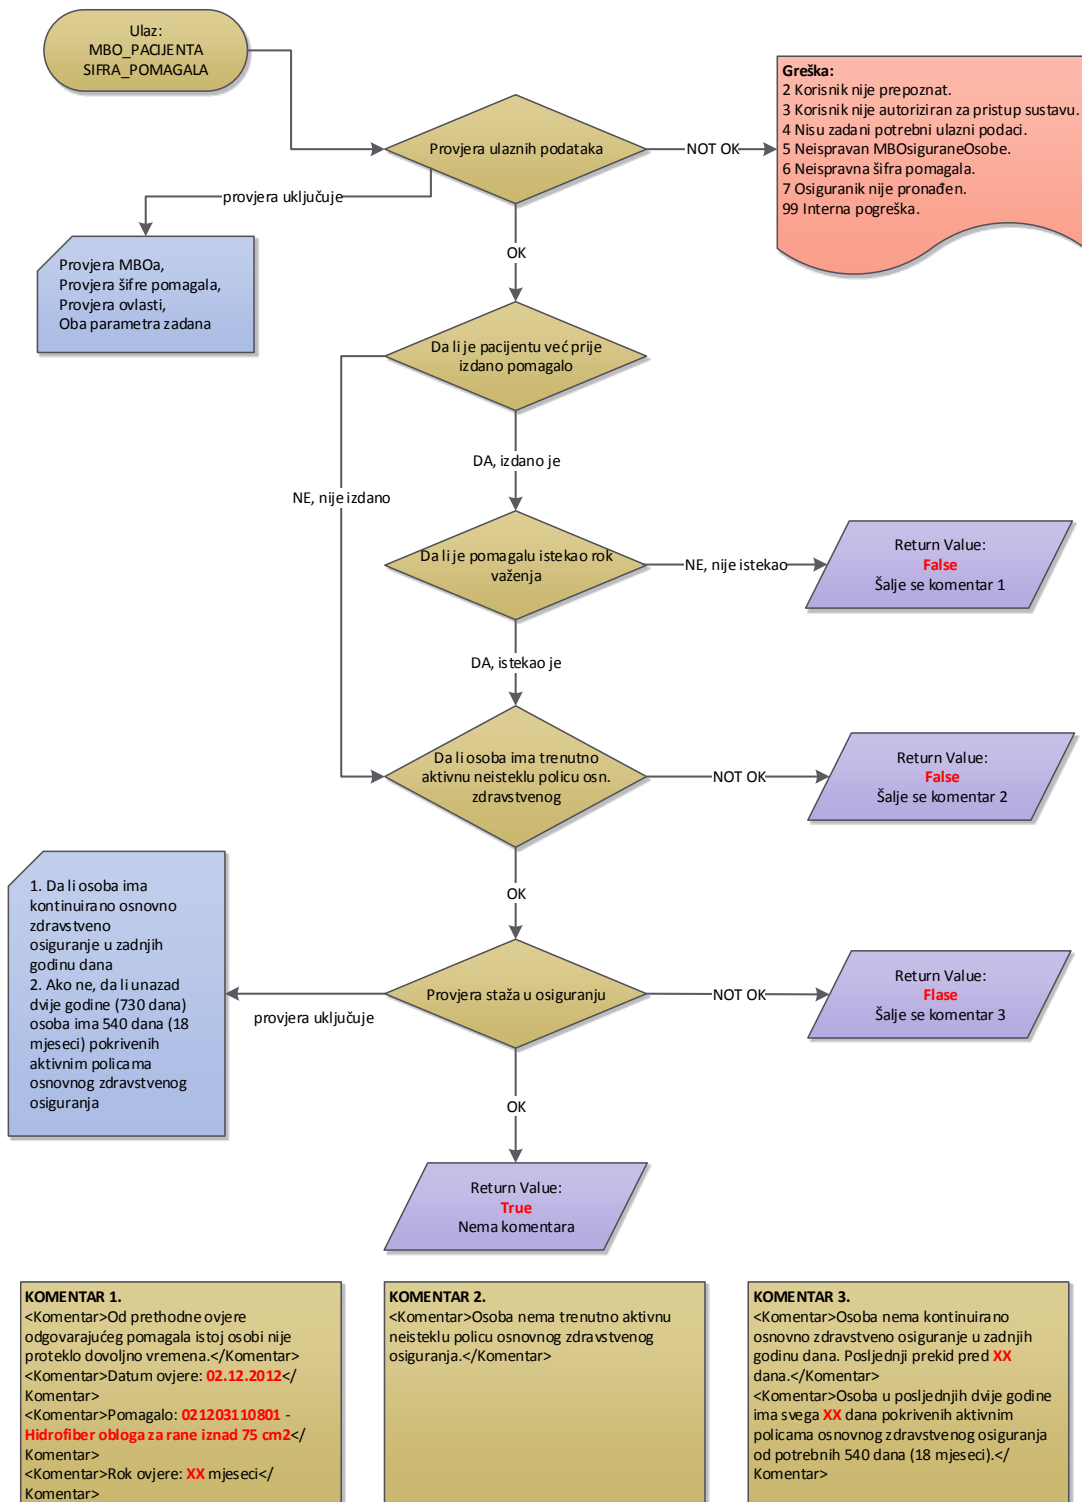 Ulaz:
MBO_PACIJENTA
SIFRA_POMAGALA
Greška:
2 Korisnik nije prepoznat.
3 Korisnik nije autoriziran za pristup sustavu.
4 Nisu zadani potrebni ulazni podaci.
5 Neispravan MBOsiguraneOsobe.
6 Neispravna šifra pomagala.
7 Osiguranik nije pronađen.
99 Interna pogreška.
Provjera ulaznih podataka
NOT OK
provjera uključuje
Provjera MBOa,
Provjera šifre pomagala,
Provjera ovlasti,
Oba parametra zadana
OK
Da li je pacijentu već prije
izdano pomagalo
DA, izdano je
NE, nije izdano
Da li je pomagalu istekao rok
važenja
NE, nije istekao
Return Value:
False
Šalje se komentar 1
DA, istekao je
Da li osoba ima trenutno
aktivnu neisteklu policu osn.
zdravstvenog
NOT OK
Return Value:
False
Šalje se komentar 2
OK
1. Da li osoba ima
kontinuirano osnovno
zdravstveno
osiguranje u zadnjih
godinu dana
2. Ako ne, da li unazad
dvije godine (730 dana)
osoba ima 540 dana (18
mjeseci) pokrivenih
aktivnim policama
osnovnog zdravstvenog
osiguranja
provjera uključuje
Provjera staža u osiguranju
NOT OK
Return Value:
Flase
Šalje se komentar 3
OK
Return Value:
True
Nema komentara
KOMENTAR 1.
<Komentar>Od prethodne ovjere
odgovarajućeg pomagala istoj osobi nije
proteklo dovoljno vremena.</Komentar>
<Komentar>Datum ovjere: 02.12.2012</
Komentar>
<Komentar>Pomagalo: 021203110801 -
Hidrofiber obloga za rane iznad 75 cm2</
Komentar>
<Komentar>Rok ovjere: XX mjeseci</
Komentar>
KOMENTAR 2.
<Komentar>Osoba nema trenutno aktivnu
neisteklu policu osnovnog zdravstvenog
osiguranja.</Komentar>
KOMENTAR 3.
<Komentar>Osoba nema kontinuirano
osnovno zdravstveno osiguranje u zadnjih
godinu dana. Posljednji prekid pred XX
dana.</Komentar>
<Komentar>Osoba u posljednjih dvije godine
ima svega XX dana pokrivenih aktivnim
policama osnovnog zdravstvenog osiguranja
od potrebnih 540 dana (18 mjeseci).</
Komentar>